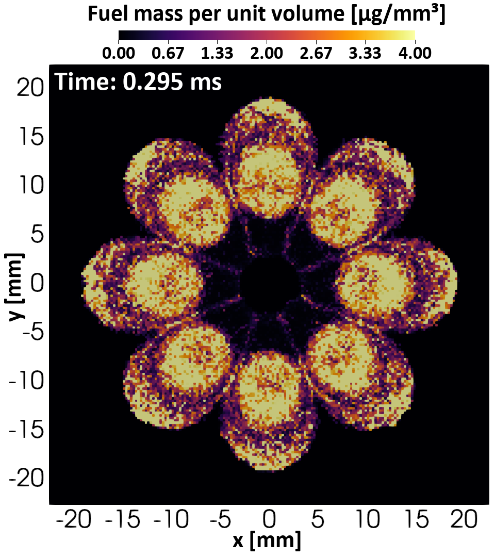 Fuel mass per unit volume [µg/mm³]
0.00 0.67 1.33 2.00 2.67 3.33 4.00
Time: 0.295 ms
20
15
10
5
0
-5
-10
-15
-20
y [mm]
-20 -15 -10 -5 0 5 10 15 20
x [mm]